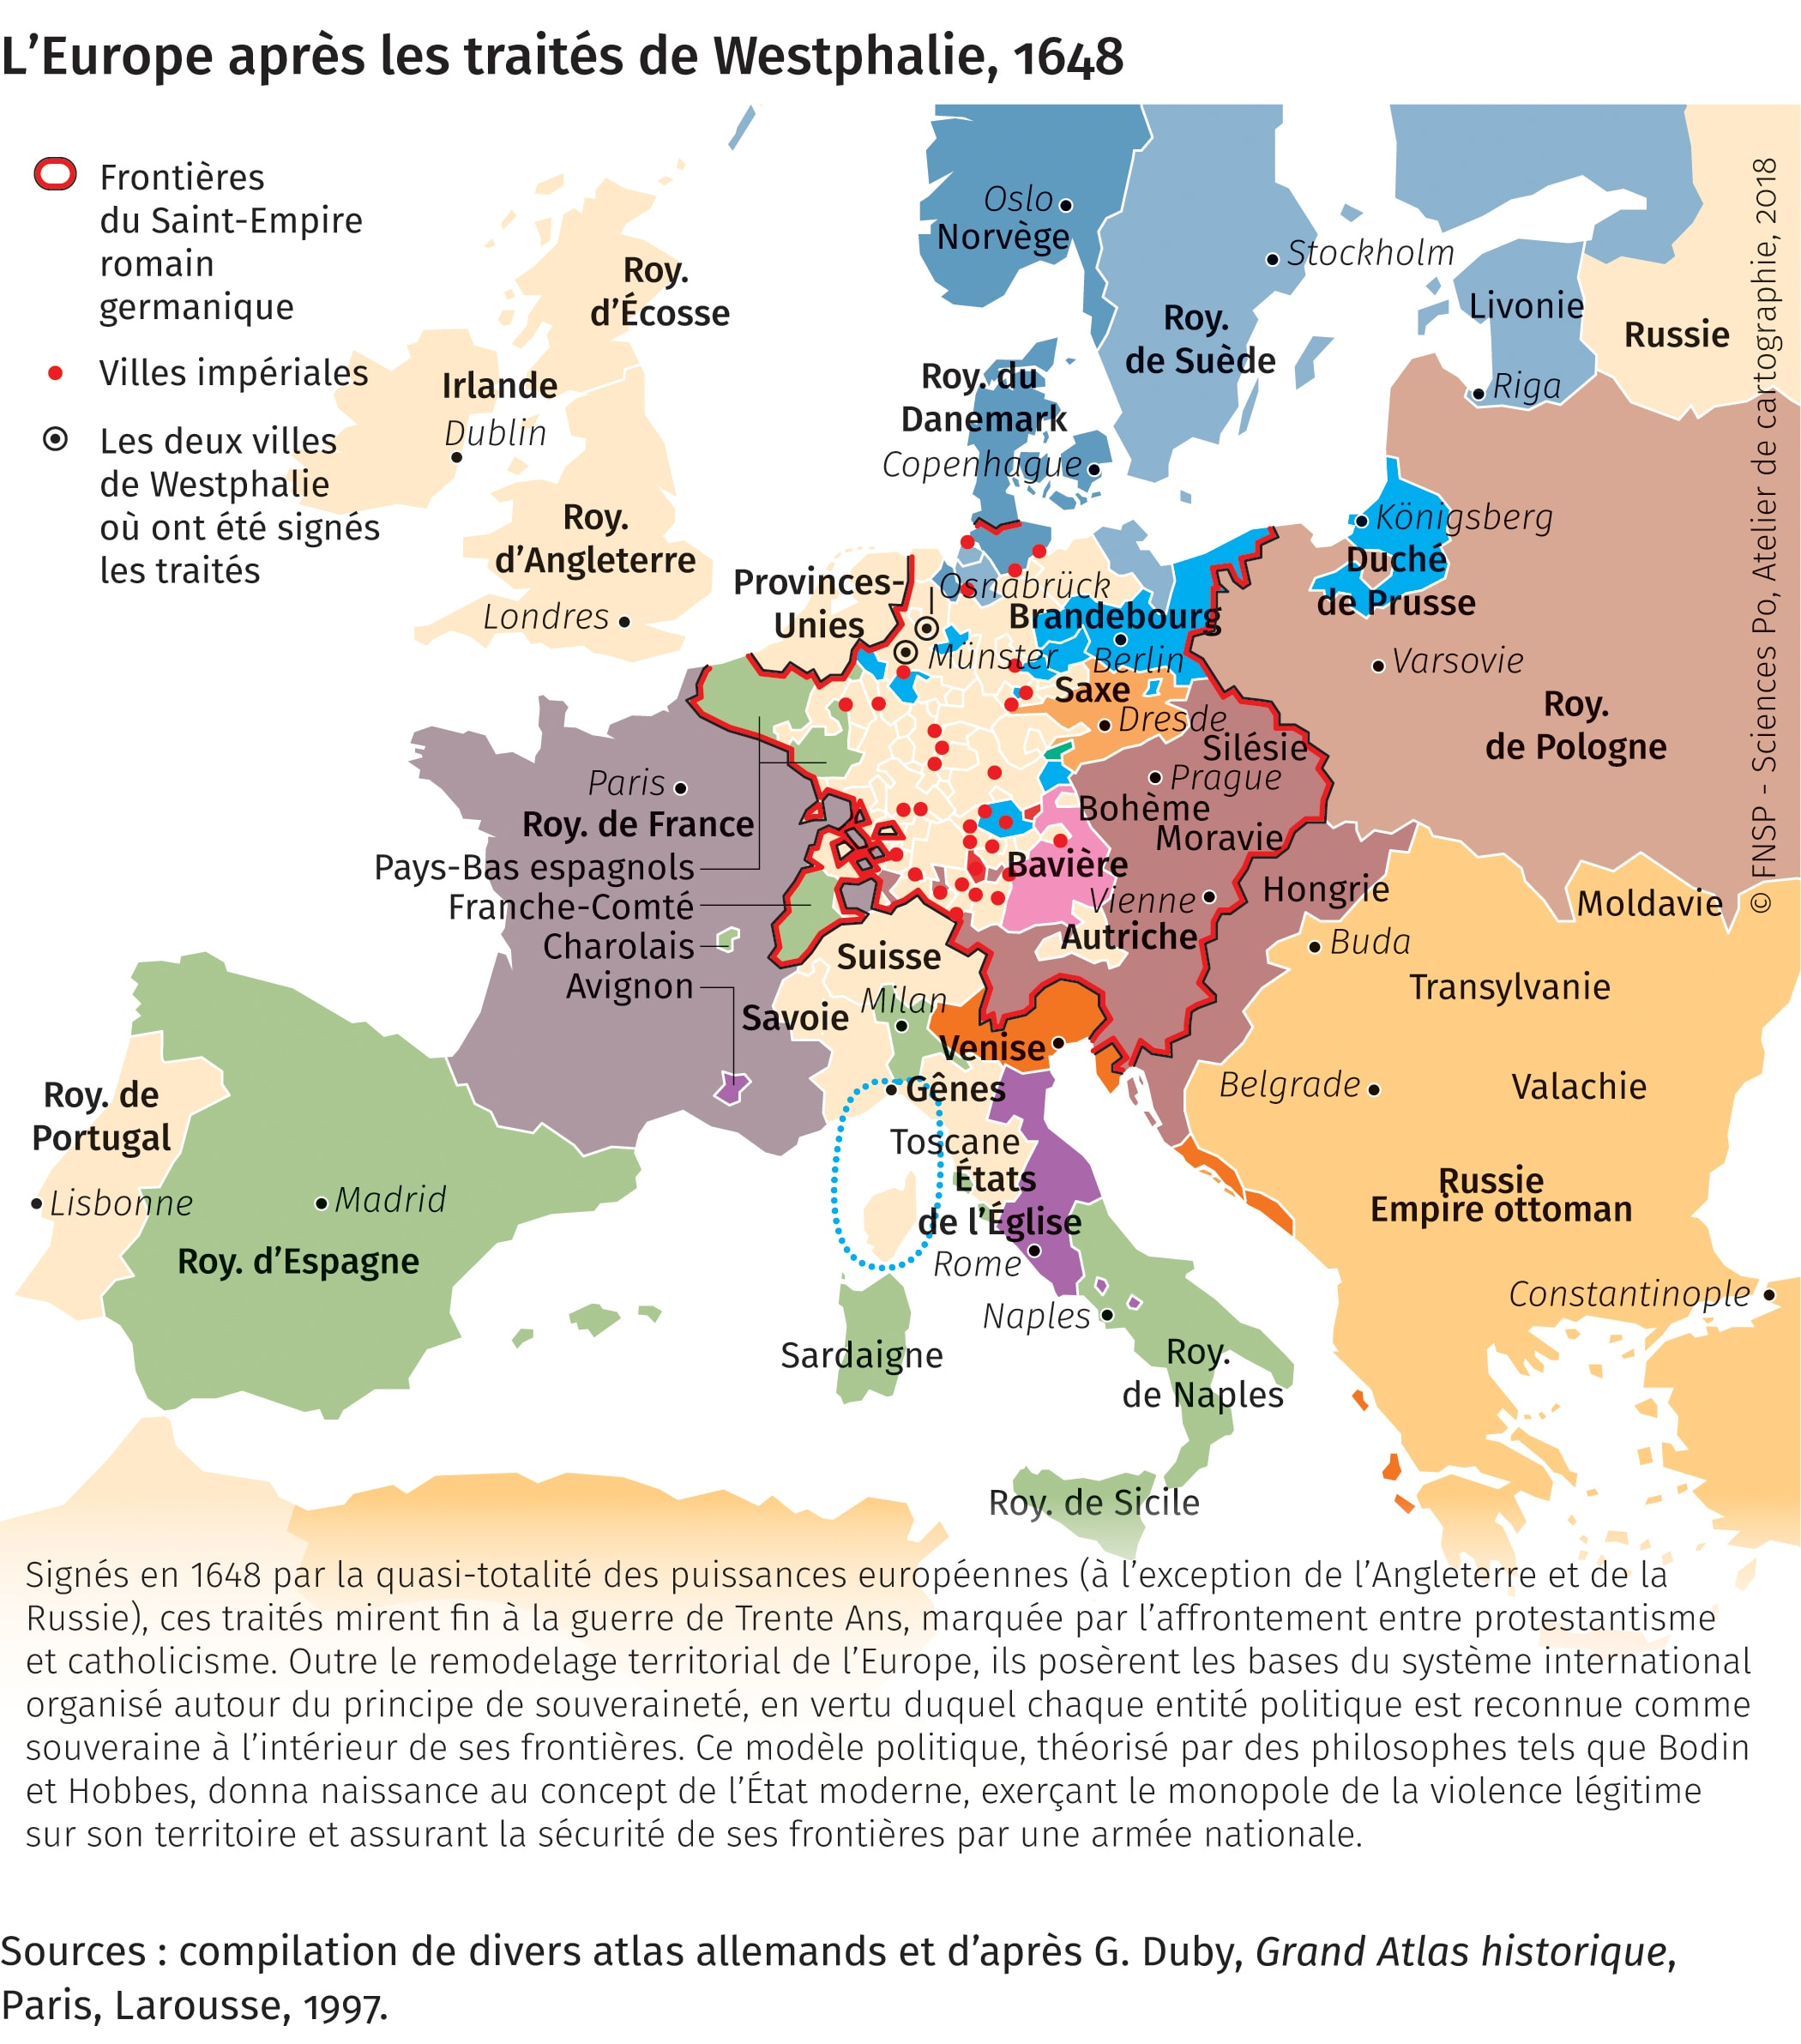 L’Europe après les traités de Westphalie, 1648
Frontières
du Saint-Empire
romain
germanique
Villes impériales
Les deux villes
de Westphalie
où ont été signés
les traités
Oslo
Norvège
Stockholm
Roy.
d’Écosse
Livonie
Roy.
de Suède
Russie
Irlande
Dublin
Roy. du
Danemark
Riga
Copenhague
Roy.
d’Angleterre
Londres
Königsberg
Duché
de Prusse
Provinces-
Unies
Osnabrück
Brandebourg
Münster
Berlin
Varsovie
Saxe
Dresde
Roy.
de Pologne
Silésie
Prague
Paris
Roy. de France
Bohème
Moravie
Pays-Bas espagnols
Bavière
Franche-Comté
Vienne
Hongrie
Moldavie
Charolais
Autriche
Buda
Suisse
Avignon
Milan
Transylvanie
Savoie
Venise
Gênes
Belgrade
Valachie
Roy. de
Portugal
Toscane
États
de l’Église
Russie
Empire ottoman
Lisbonne
Madrid
Roy. d’Espagne
Rome
Constantinople
Naples
Sardaigne
Roy.
de Naples
Roy. de Sicile
© FNSP - Sciences Po, Atelier de cartographie, 2018
Signés en 1648 par la quasi-totalité des puissances européennes (à l’exception de l’Angleterre et de la
Russie), ces traités mirent fin à la guerre de Trente Ans, marquée par l’affrontement entre protestantisme
et catholicisme. Outre le remodelage territorial de l’Europe, ils posèrent les bases du système international
organisé autour du principe de souveraineté, en vertu duquel chaque entité politique est reconnue comme
souveraine à l’intérieur de ses frontières. Ce modèle politique, théorisé par des philosophes tels que Bodin
et Hobbes, donna naissance au concept de l’État moderne, exerçant le monopole de la violence légitime
sur son territoire et assurant la sécurité de ses frontières par une armée nationale.
Sources : compilation de divers atlas allemands et d’après G. Duby, Grand Atlas historique,
Paris, Larousse, 1997.